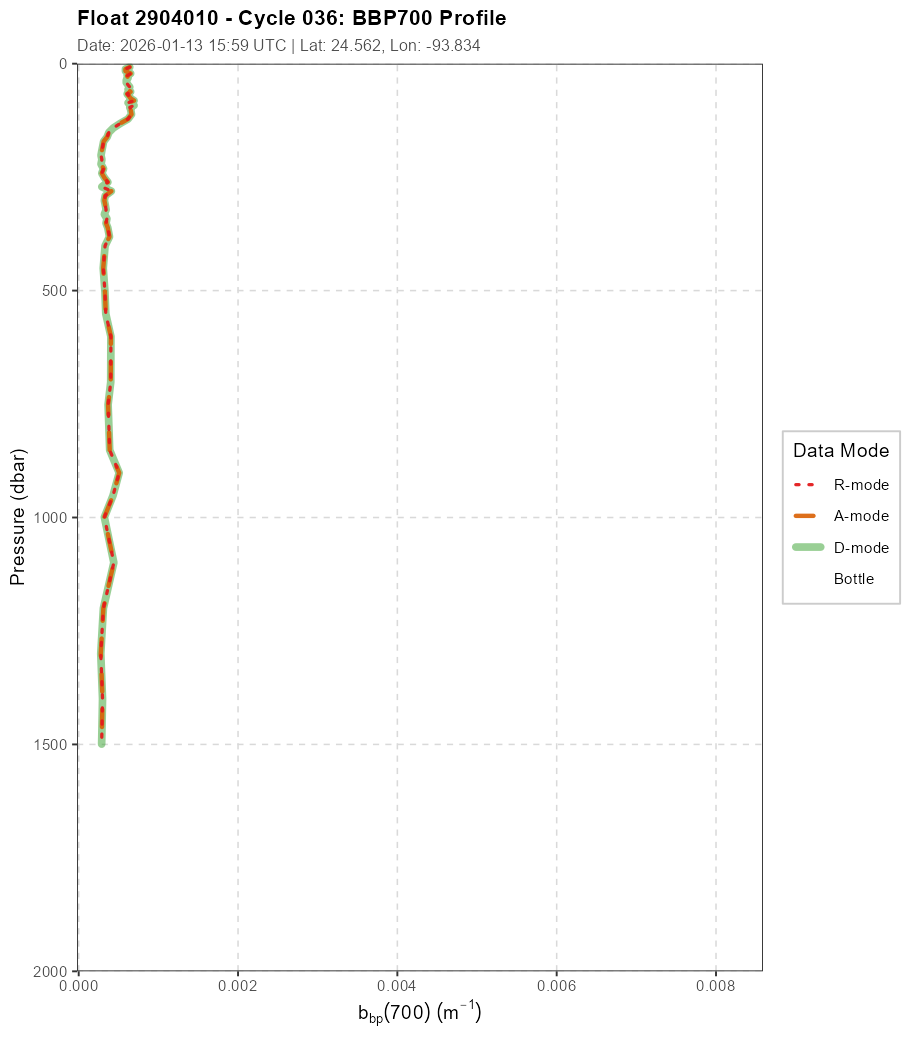 Float 2904010 - Cycle 036: BBP700 Profile
Date: 2026-01-13 15:59 UTC | Lat: 24.562, Lon: -93.834
0
500
1000
1500
2000
Pressure (dbar)
0.000 0.002 0.004 0.006 0.008
b_bp(700) (m⁻¹)
Data Mode
R-mode
A-mode
D-mode
Bottle